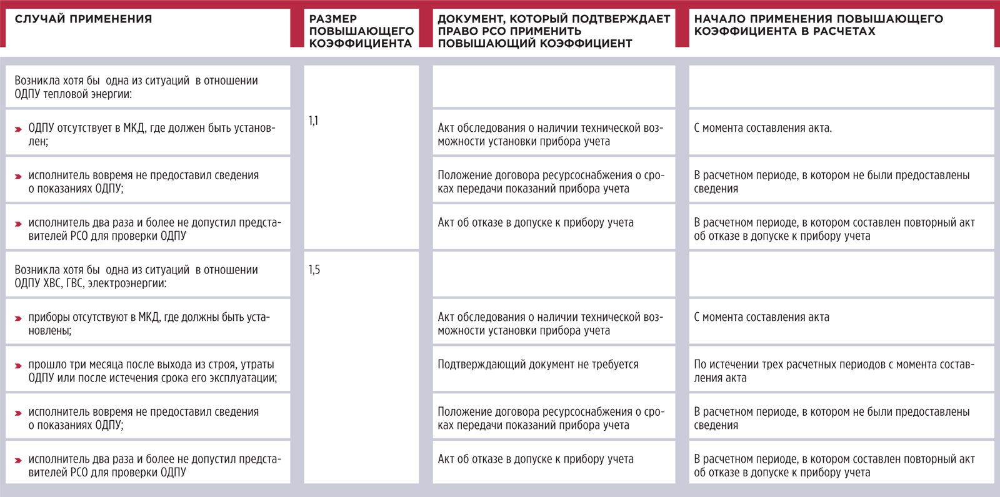 СЛУЧАЙ ПРИМЕНЕНИЯ
РАЗМЕР
ПОВЫШАЮЩЕГО
КОЭФФИЦИЕНТА
ДОКУМЕНТ, КОТОРЫЙ ПОДТВЕРЖДАЕТ
ПРАВО РСО ПРИМЕНИТЬ
ПОВЫШАЮЩИЙ КОЭФФИЦИЕНТ
НАЧАЛО ПРИМЕНЕНИЯ ПОВЫШАЮЩЕГО
КОЭФФИЦИЕНТА В РАСЧЕТАХ
Возникла хотя бы одна из ситуаций в отношении
ОДПУ тепловой энергии:
1,1
ОДПУ отсутствует в МКД, где должен быть установ-
лен;
Акт обследования о наличии технической воз-
можности установки прибора учета
С момента составления акта.
исполнитель вовремя не предоставил сведения
о показаниях ОДПУ;
Положение договора ресурсоснабжения о сро-
ках передачи показаний прибора учета
В расчетном периоде, в котором не были предоставлены
сведения
исполнитель два раза и более не допустил предста-
вителей РСО для проверки ОДПУ
Акт об отказе в допуске к прибору учета
В расчетном периоде, в котором составлен повторный акт
об отказе в допуске к прибору учета
Возникла хотя бы одна из ситуаций в отношении
ОДПУ ХВС, ГВС, электроэнергии:
1,5
приборы отсутствуют в МКД, где должны быть уста-
новлены;
Акт обследования о наличии технической воз-
можности установки прибора учета
С момента составления акта
прошло три месяца после выхода из строя, утраты
ОДПУ или после истечения срока его эксплуатации;
Подтверждающий документ не требуется
По истечении трех расчетных периодов с момента состав-
ления акта
исполнитель вовремя не предоставил сведения
о показаниях ОДПУ;
Положение договора ресурсоснабжения о сро-
ках передачи показаний прибора учета
В расчетном периоде, в котором не были предоставлены
сведения
исполнитель два раза и более не допустил предста-
вителей РСО для проверки ОДПУ
Акт об отказе в допуске к прибору учета
В расчетном периоде, в котором составлен повторный акт
об отказе в допуске к прибору учета